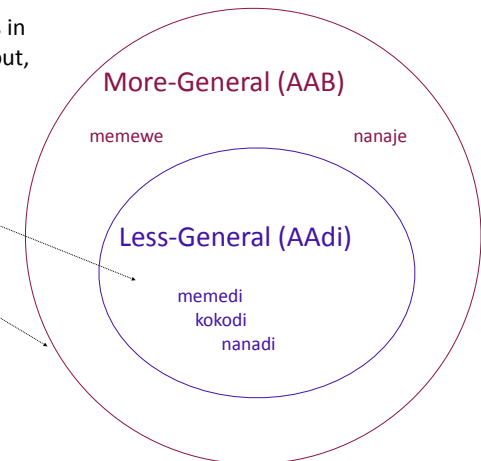 in
out,
More-General (AAB)
memewe nanaje
Less-General (AAdi)
memedi
kokodi
nanadi